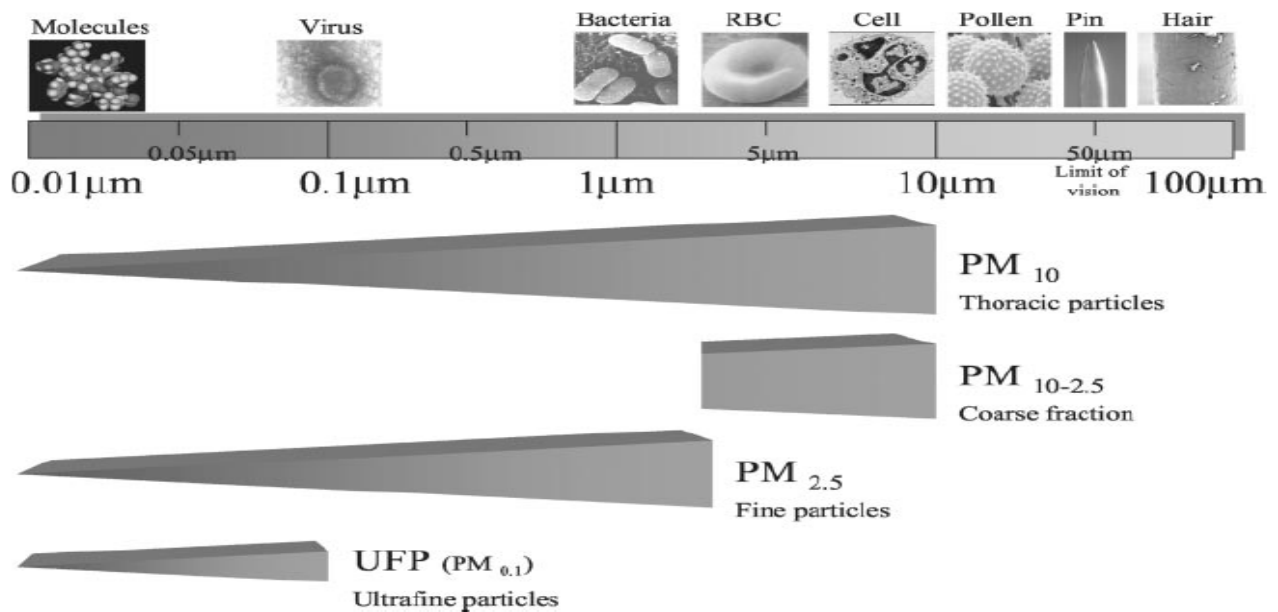 Molecules Virus Bacteria RBC Cell Pollen Pin Hair
0.05μm 0.5μm 5μm 50μm
0.01μm 0.1μm 1μm 10μm Limit of vision 100μm
PM 10
Thoracic particles
PM 10-2.5
Coarse fraction
PM 2.5
Fine particles
UFP (PM 0.1)
Ultrafine particles